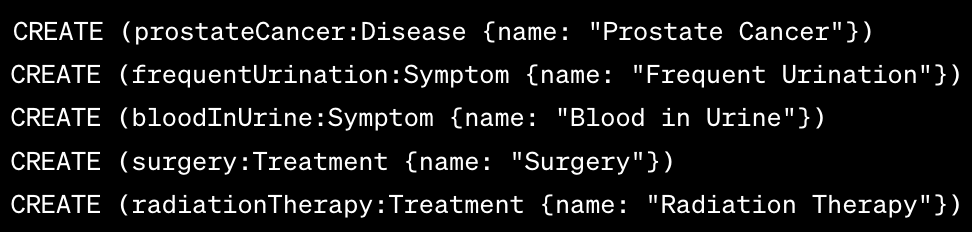 CREATE (prostateCancer:Disease {name: "Prostate Cancer"})
CREATE (frequentUrination:Symptom {name: "Frequent Urination"})
CREATE (bloodInUrine:Symptom {name: "Blood in Urine"})
CREATE (surgery:Treatment {name: "Surgery"})
CREATE (radiationTherapy:Treatment {name: "Radiation Therapy"})